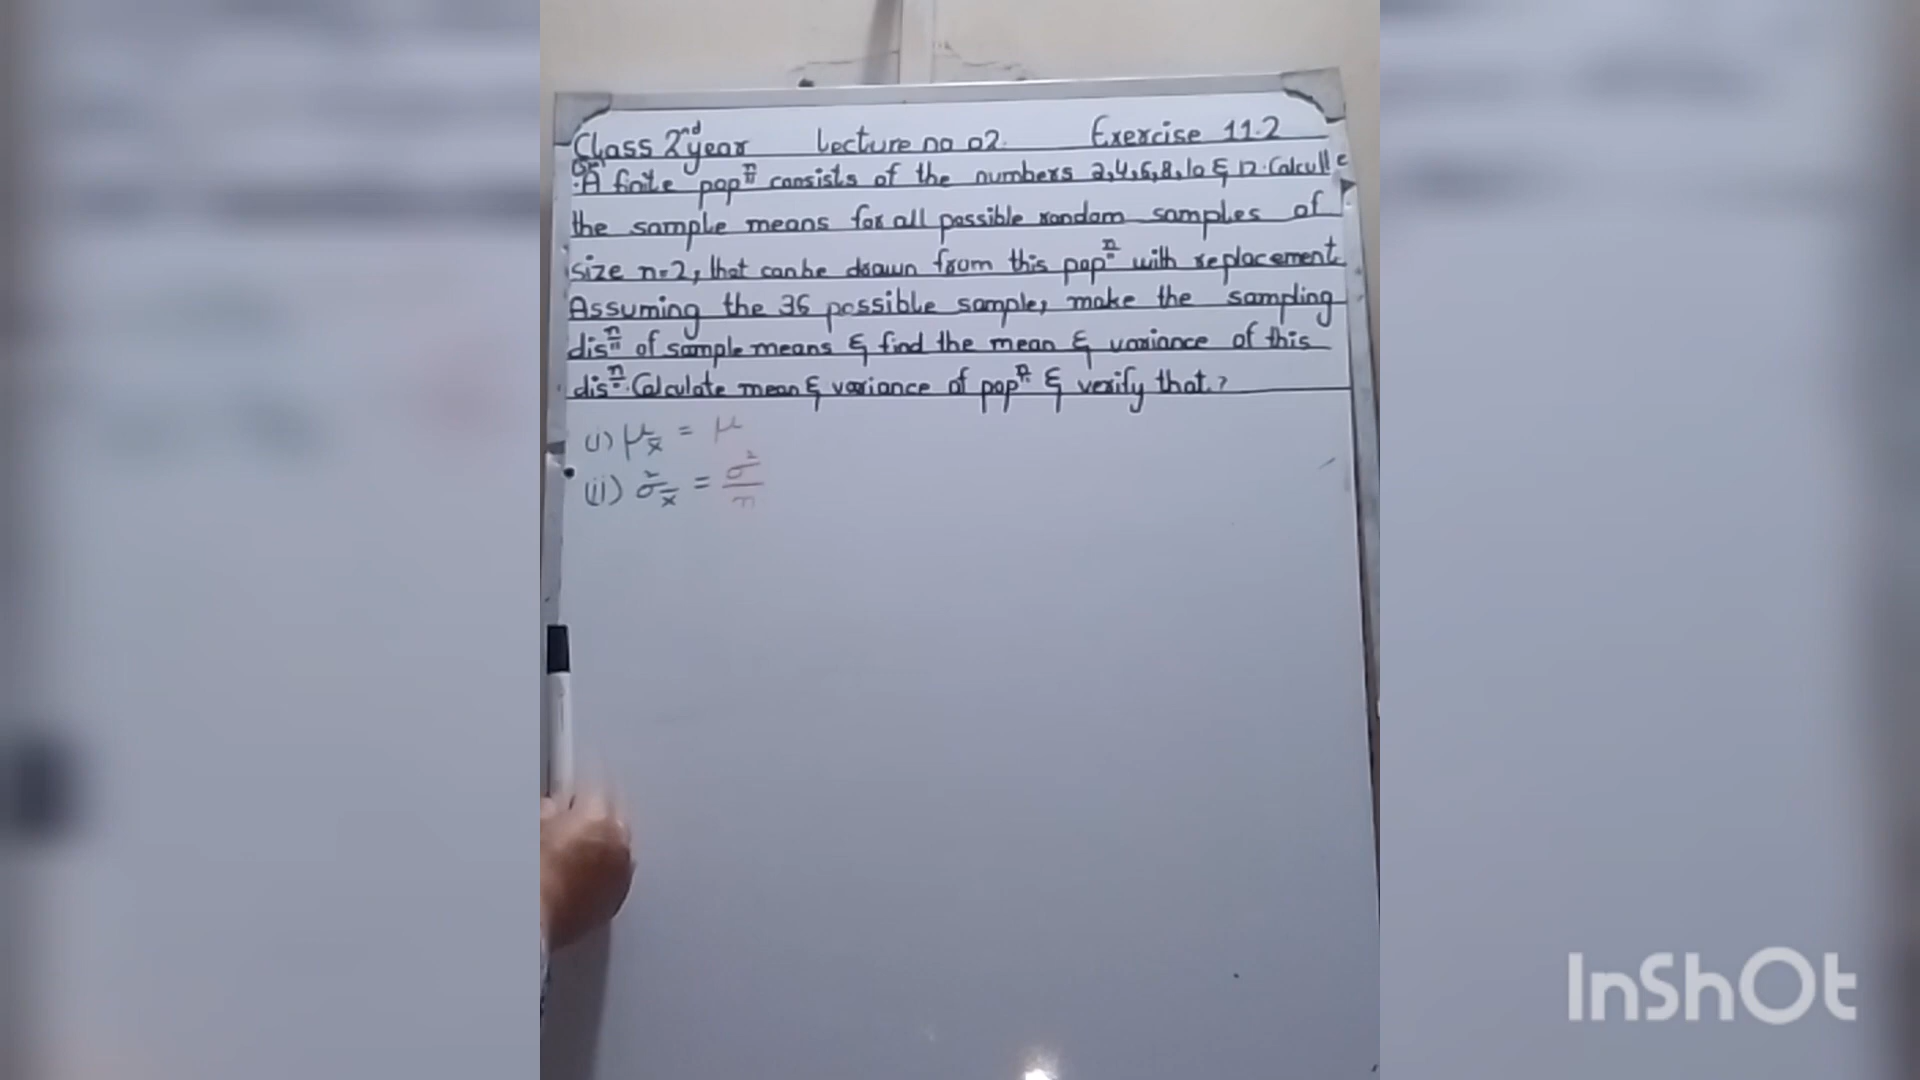 Class 2nd year Lecture no 02. Exercise 11.2
A finite popⁿ consists of the numbers 2,4,6,8,10 & 12. Calculte
the sample means for all possible random samples of
size n=2, that can be drawn from this popⁿ with replacement.
Assuming the 36 possible samples, make the sampling
disⁿ of sample means & find the mean & variance of this
disⁿ. Calculate mean & variance of popⁿ. & verify that.?
(i) μx̄ = μ
(ii) σ²x̄ = σ²/n
InShOt